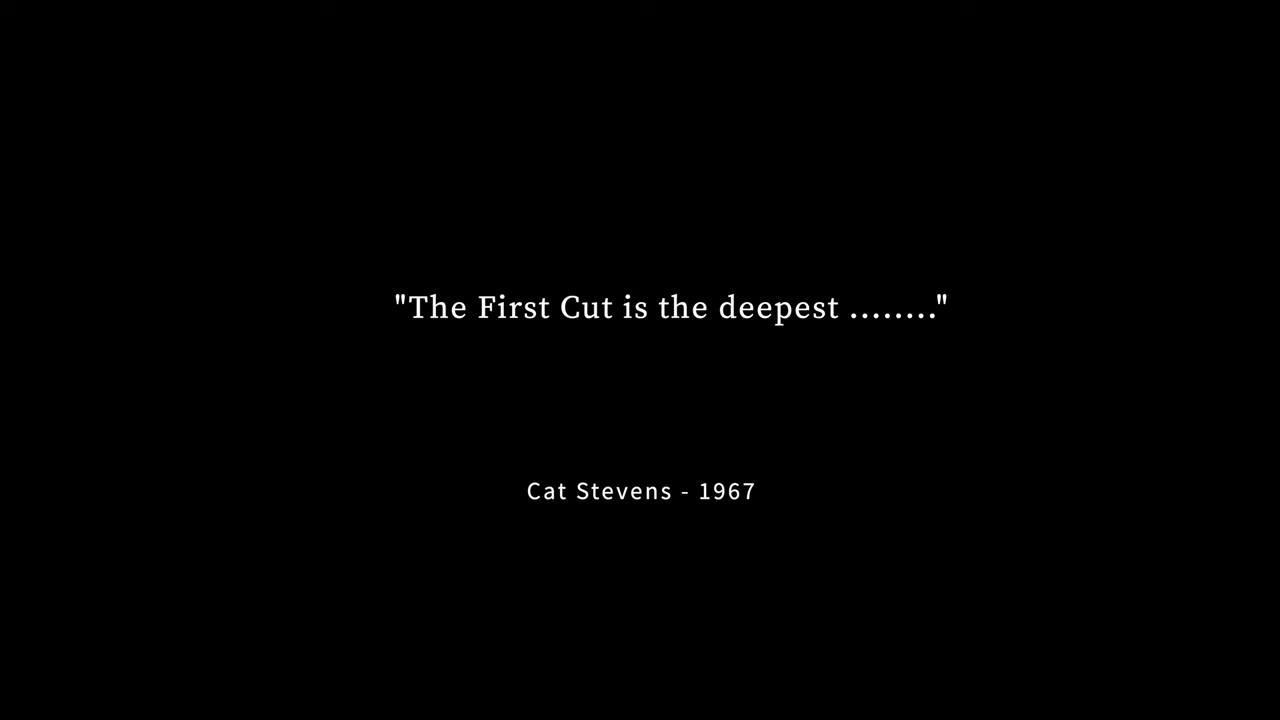 "The First Cut is the deepest ........"
Cat Stevens - 1967